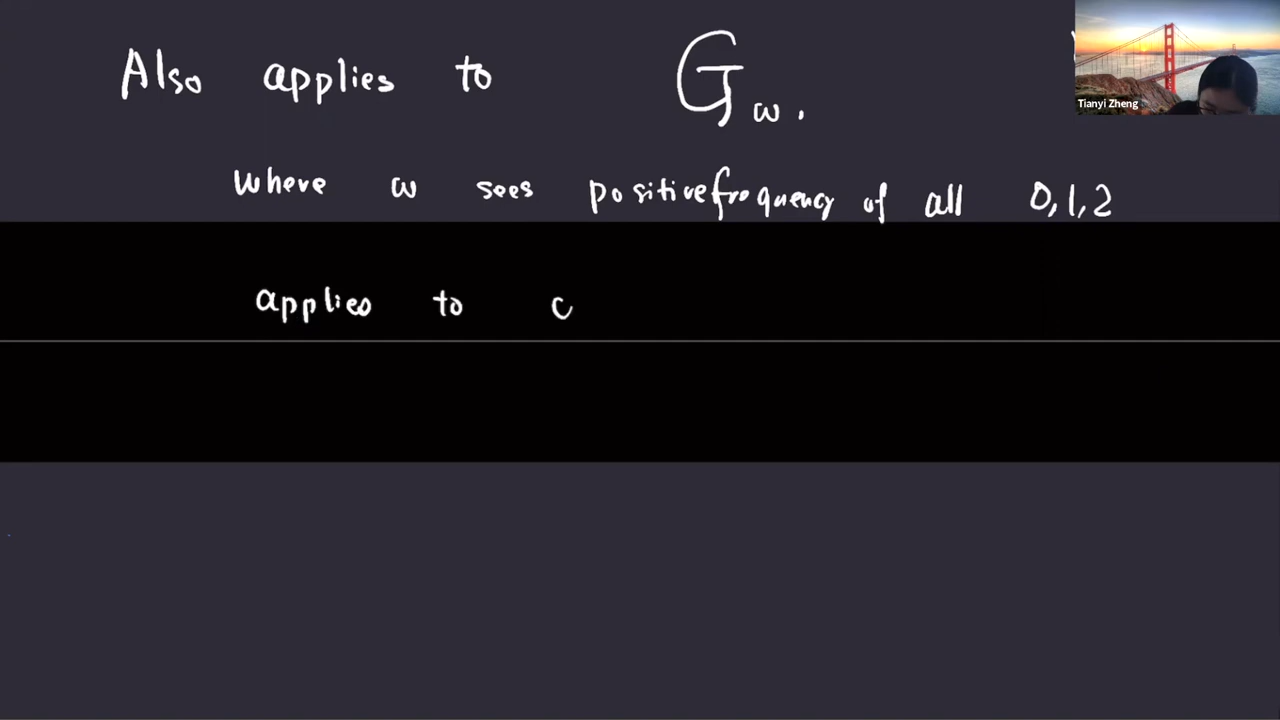 Also applies to G_ω.
Tianyi Zheng
where ω sees positive frequency of all 0, 1, 2
applies to c